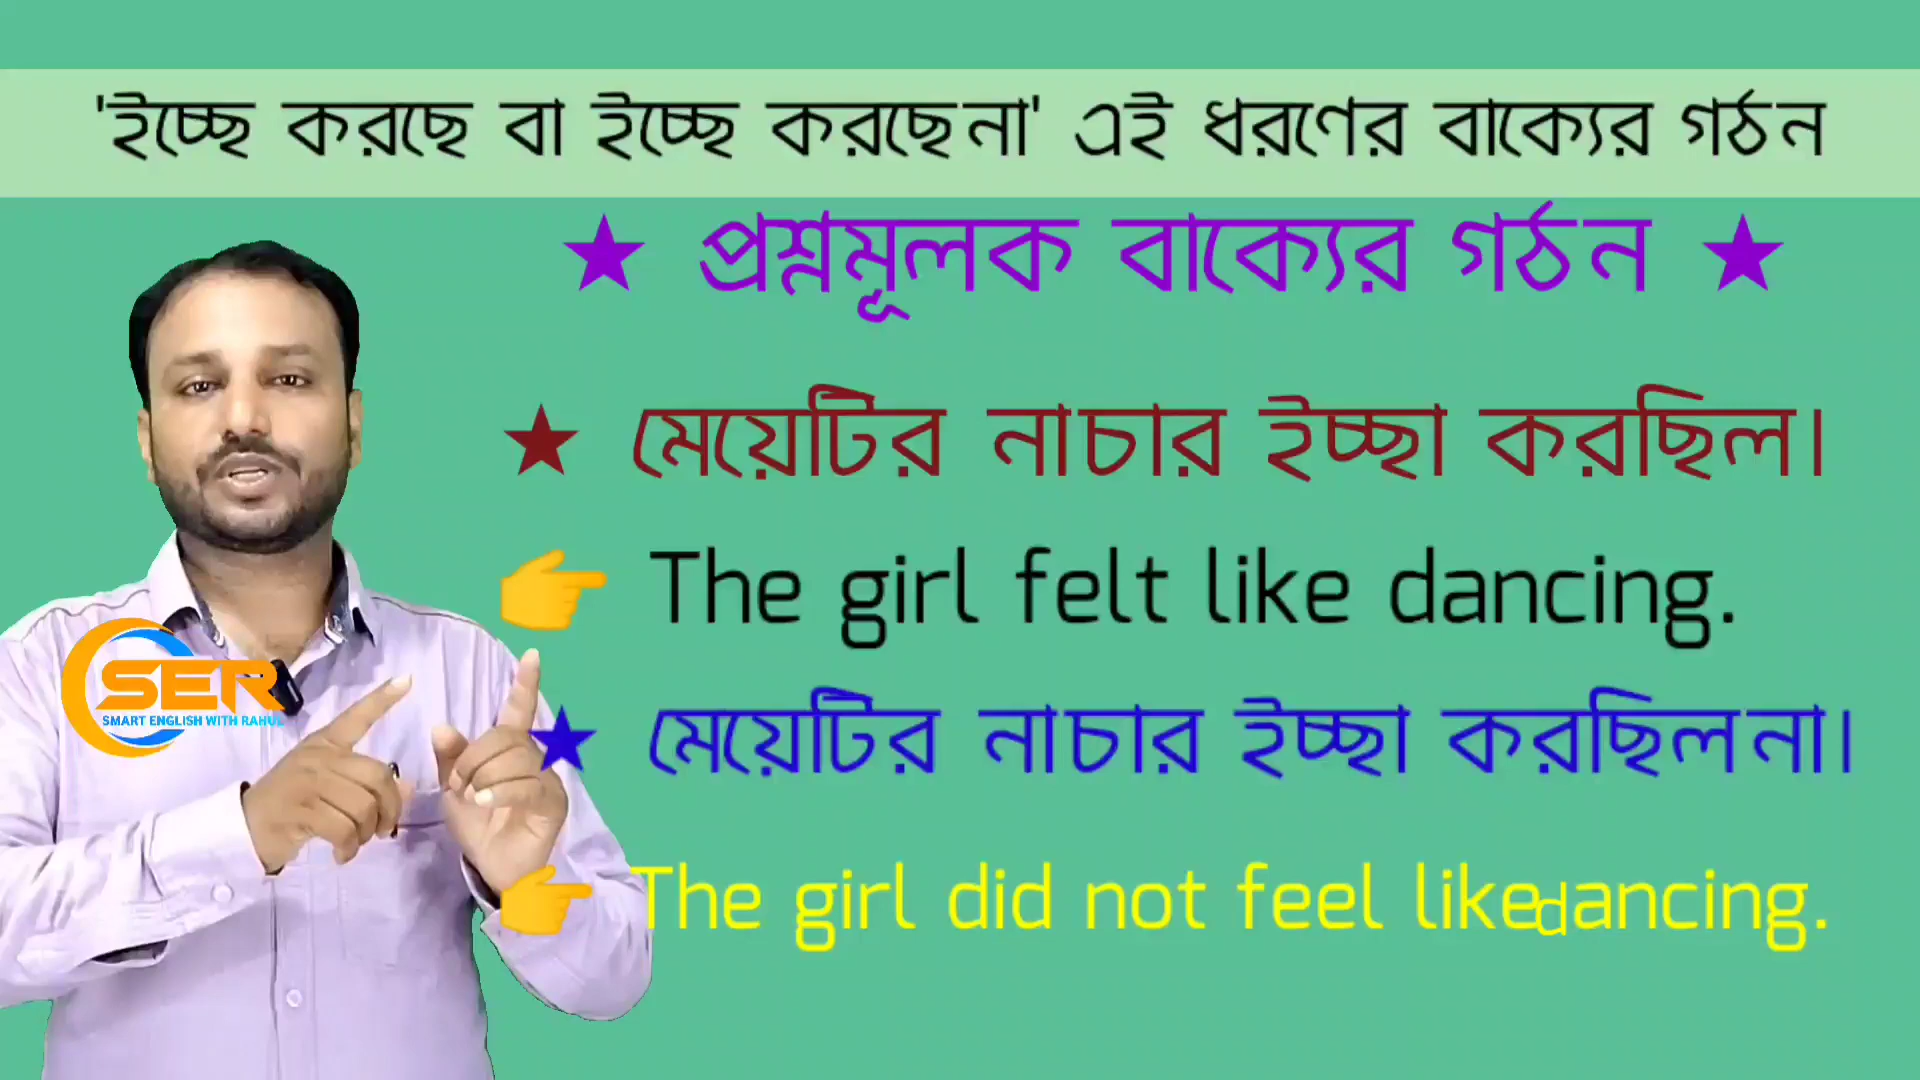 'ইচ্ছে করছে বা ইচ্ছে করছেনা' এই ধরণের বাক্যের গঠন
★ প্রশ্নমূলক বাক্যের গঠন ★
★ মেয়েটির নাচার ইচ্ছা করছিল।
👉 The girl felt like dancing.
SER
SMART ENGLISH WITH RAHUL
★ মেয়েটির নাচার ইচ্ছা করছিলনা।
👉 The girl did not feel like dancing.